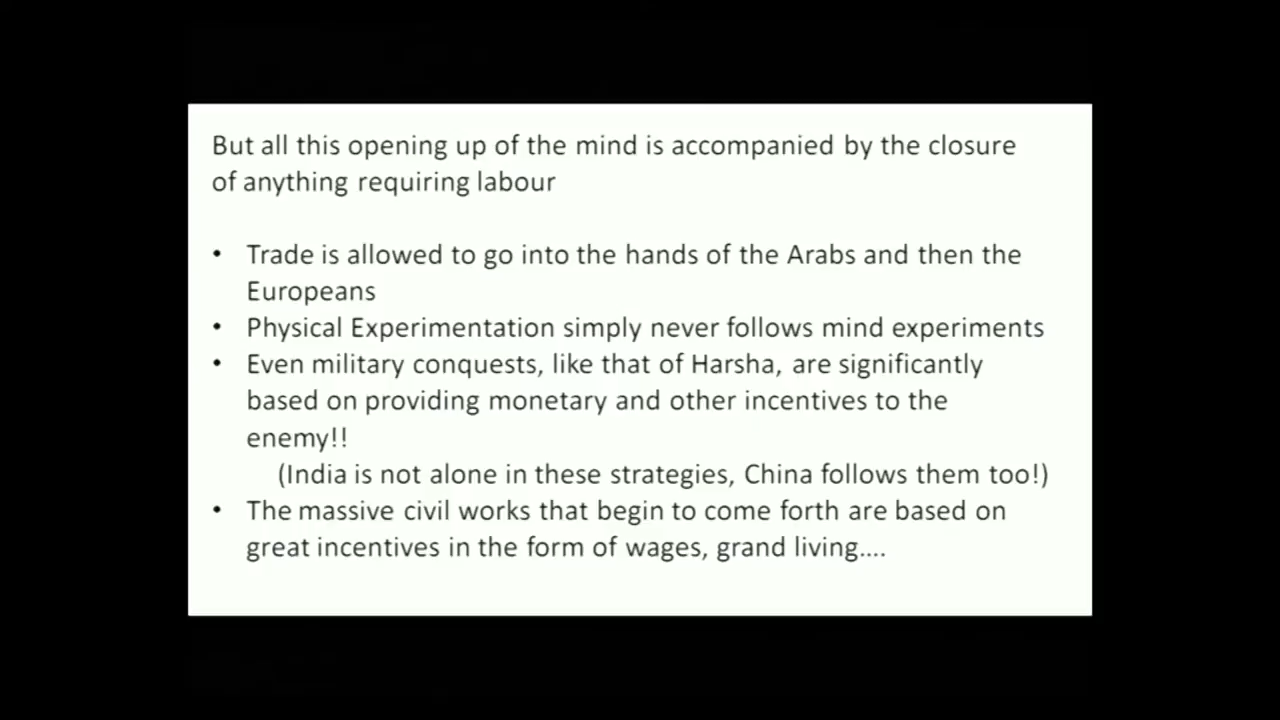 But all this opening up of the mind is accompanied by the closure
of anything requiring labour
• Trade is allowed to go into the hands of the Arabs and then the
Europeans
• Physical Experimentation simply never follows mind experiments
• Even military conquests, like that of Harsha, are significantly
based on providing monetary and other incentives to the
enemy!!
(India is not alone in these strategies, China follows them too!)
• The massive civil works that begin to come forth are based on
great incentives in the form of wages, grand living....